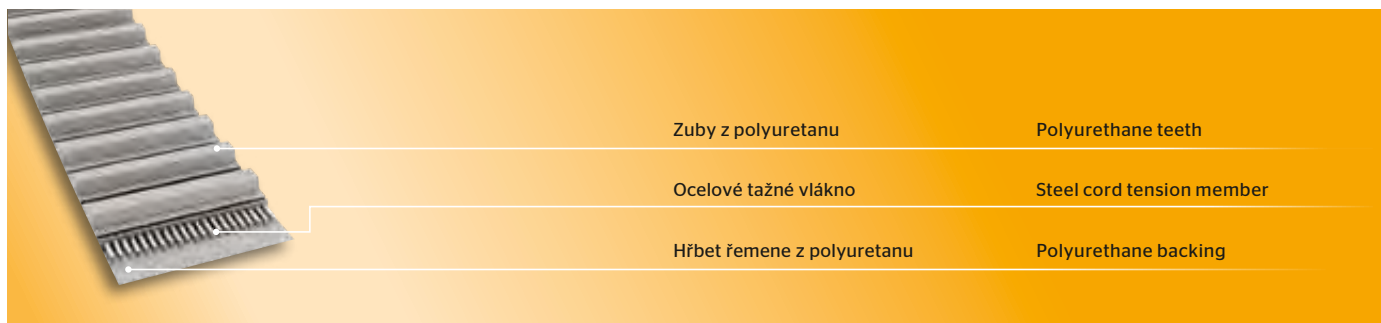 Zuby z polyuretanu Polyurethane teeth
Ocelové tažné vlákno Steel cord tension member
Hřbet řemene z polyuretanu Polyurethane backing